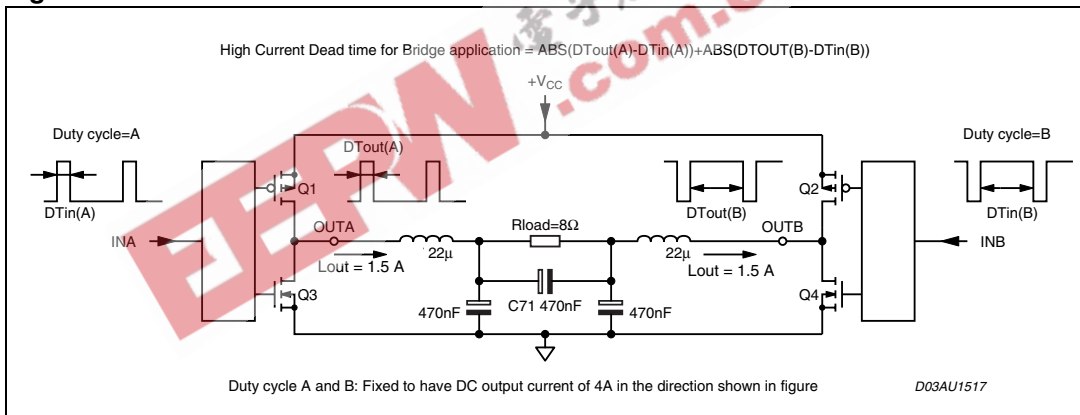 High Current Dead time for Bridge application = ABS(DTout(A)-DTin(A))+ABS(DTOUT(B)-DTin(B))
+VCC
Duty cycle=A
DTout(A)
Duty cycle=B
Q1
Q2
DTin(A)
DTout(B)
DTin(B)
INA
OUTA
Rload=8Ω
OUTB
INB
22µ
22µ
Lout = 1.5 A
Lout = 1.5 A
Q3
Q4
470nF
C71 470nF
470nF
Duty cycle A and B: Fixed to have DC output current of 4A in the direction shown in figure
D03AU1517
EEPW
.com.c